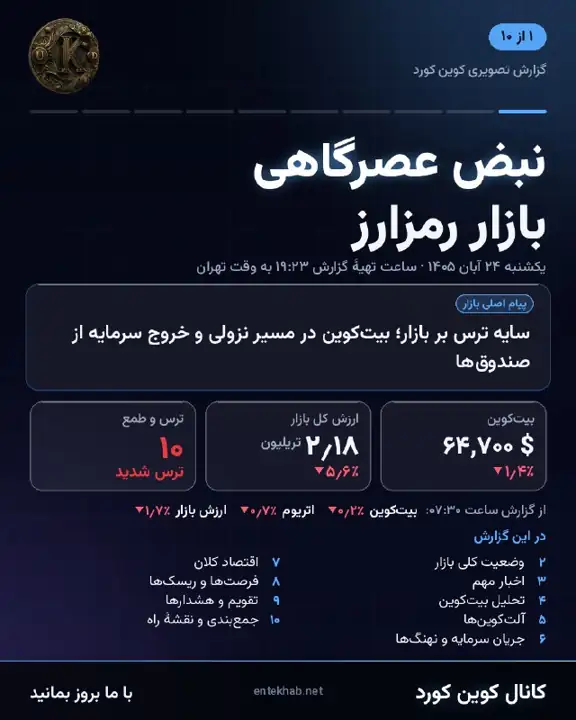 ۱ از ۱۰
گزارش تصویری کوین کورد
نبض عصرگاهی
بازار رمزارز
یکشنبه ۲۴ آبان ۱۴۰۵ · ساعت تهیهٔ گزارش ۱۹:۲۳ به وقت تهران
پیام اصلی بازار
سایه ترس بر بازار؛ بیت‌کوین در مسیر نزولی و خروج سرمایه از
صندوق‌ها
بیت‌کوین
$ ۶۴,۷۰۰
▼۱٫۴٪
ارزش کل بازار
۲٫۱۸ تریلیون
▼۵٫۶٪
ترس و طمع
۱۰
ترس شدید
از گزارش ساعت ۰۷:۳۰: بیت‌کوین ▼۰٫۲٪ اتریوم ▼۰٫۷٪ ارزش بازار ▼۱٫۷٪
در این گزارش
۲ وضعیت کلی بازار
۳ اخبار مهم
۴ تحلیل بیت‌کوین
۵ آلت‌کوین‌ها
۶ جریان سرمایه و نهنگ‌ها
۷ اقتصاد کلان
۸ فرصت‌ها و ریسک‌ها
۹ تقویم و هشدارها
۱۰ جمع‌بندی و نقشهٔ راه
کانال کوین کورد
entekhab.net
با ما بروز بمانید